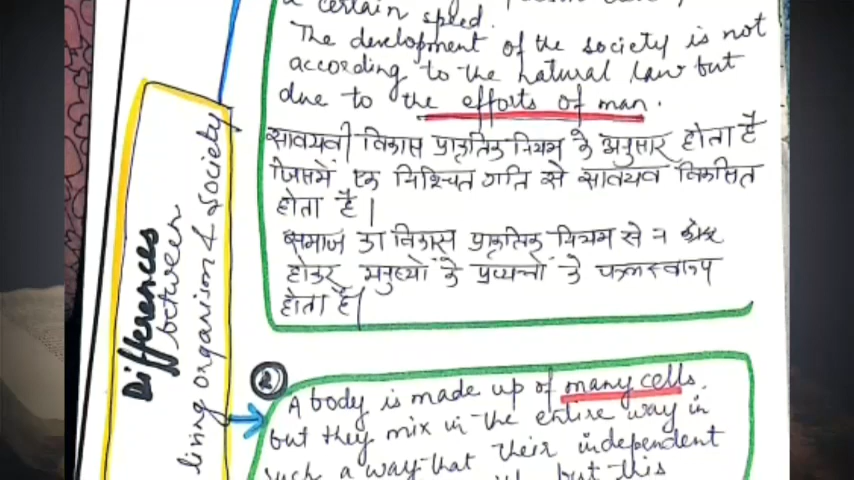 a certain speed.
The development of the society is not
according to the natural law but
due to the efforts of man.
सावयवी विकास प्राकृतिक नियम के अनुसार होता है
जिसमें एक निश्चित गति से सावयव विकसित
होता है।
समाज का विकास प्राकृतिक नियम से न
होकर मनुष्यों के प्रयत्नों के फलस्वरूप
होता है।
Differences
between
living organism & society
2
A body is made up of many cells.
but they mix in the entire way in
such a way that their independent
but this